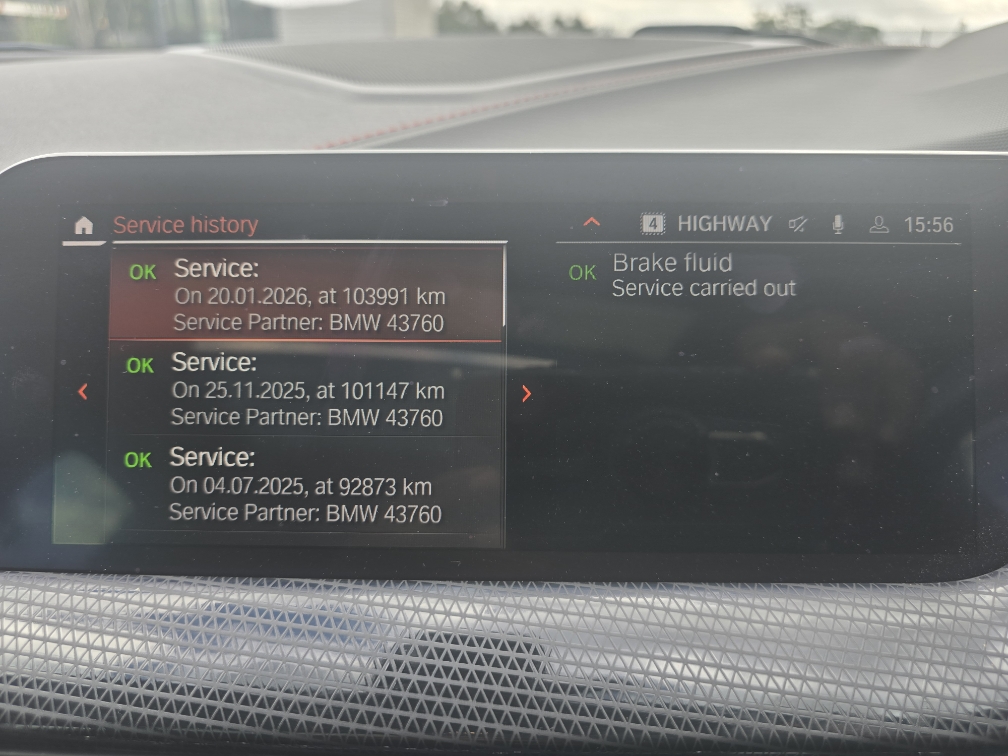 Service history
4 HIGHWAY 15:56
OK Service:
On 20.01.2026, at 103991 km
Service Partner: BMW 43760
OK Service:
On 25.11.2025, at 101147 km
Service Partner: BMW 43760
OK Service:
On 04.07.2025, at 92873 km
Service Partner: BMW 43760
OK Brake fluid
Service carried out